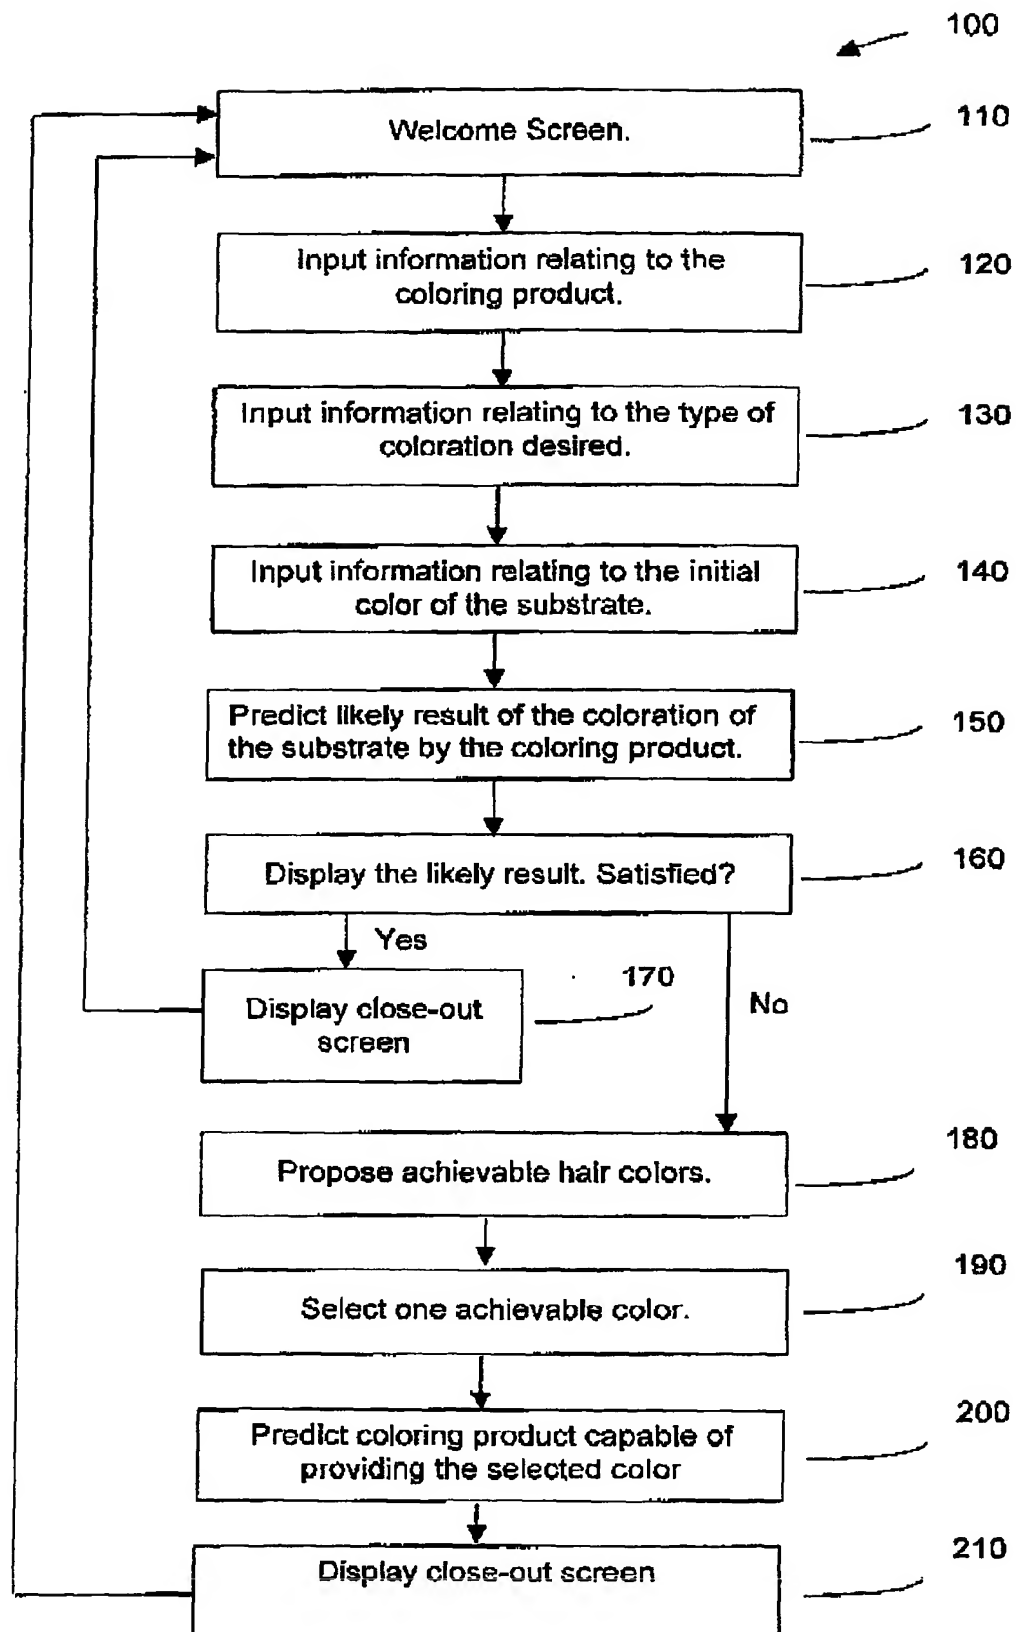 100
Welcome Screen.
110
Input information relating to the
coloring product.
120
Input information relating to the type of
coloration desired.
130
Input information relating to the initial
color of the substrate.
140
Predict likely result of the coloration of
the substrate by the coloring product.
150
Display the likely result. Satisfied?
160
Yes
No
170
Display close-out
screen
180
Propose achievable hair colors.
190
Select one achievable color.
200
Predict coloring product capable of
providing the selected color
210
Display close-out screen